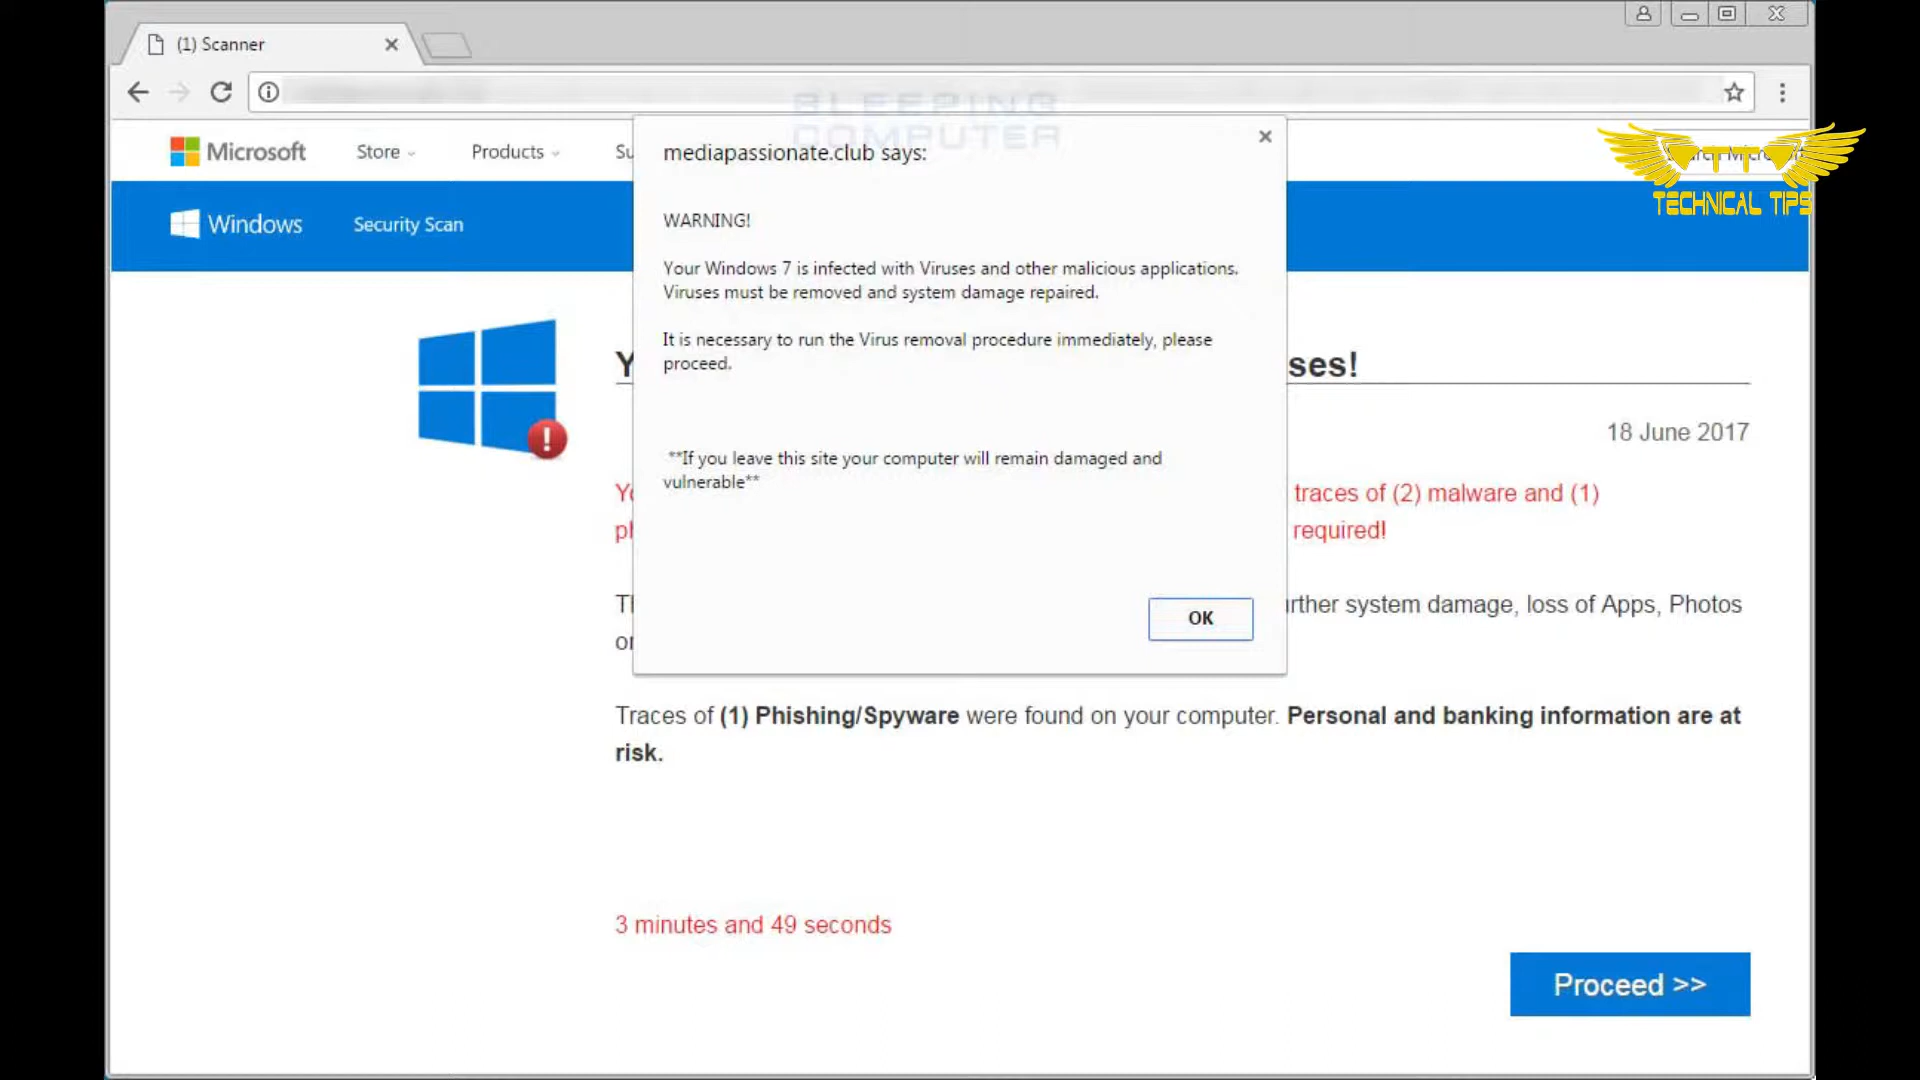 (1) Scanner
BLEEPING
COMPUTER
Microsoft
Store
Products
mediapassionate.club says:
TECHNICAL TIPS
Windows
Security Scan
WARNING!
Your Windows 7 is infected with Viruses and other malicious applications.
Viruses must be removed and system damage repaired.
It is necessary to run the Virus removal procedure immediately, please
proceed.
ses!
18 June 2017
**If you leave this site your computer will remain damaged and
vulnerable**
traces of (2) malware and (1)
required!
OK
system damage, loss of Apps, Photos
Traces of (1) Phishing/Spyware were found on your computer. Personal and banking information are at
risk.
3 minutes and 49 seconds
Proceed >>